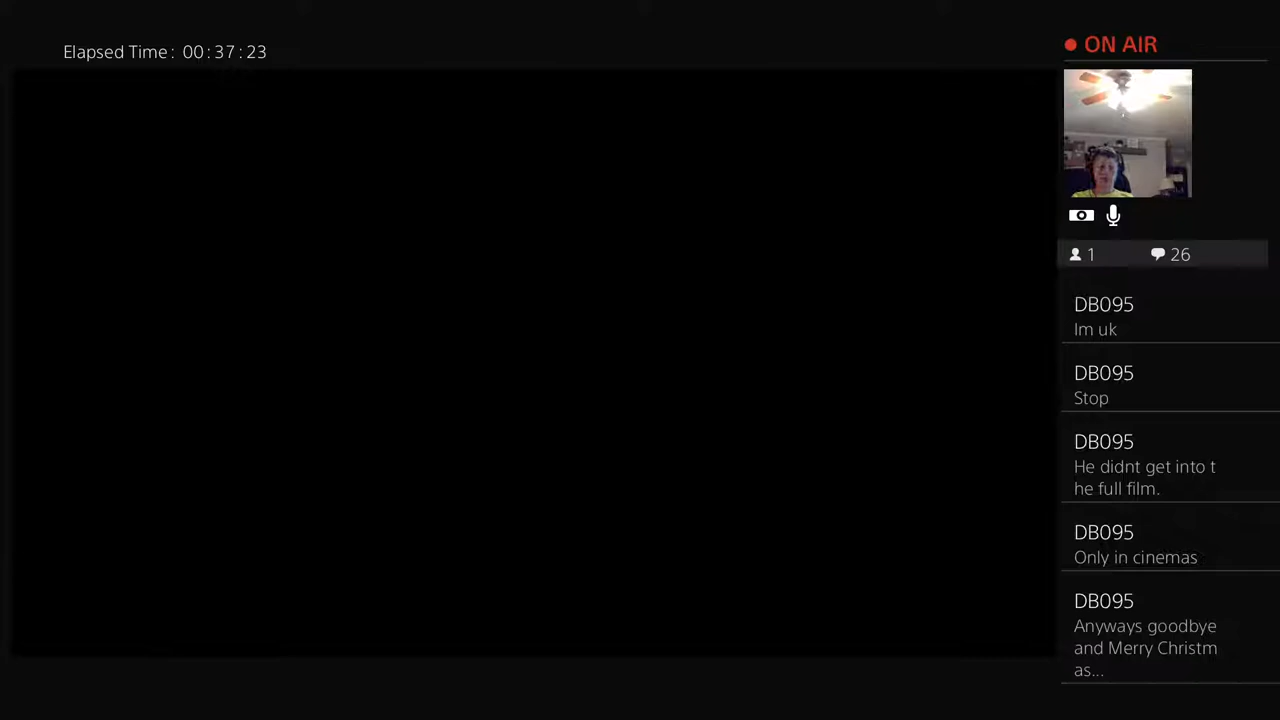 Elapsed Time: 00:37:23
ON AIR
1 26
DB095
Im uk
DB095
Stop
DB095
He didnt get into t
he full film.
DB095
Only in cinemas
DB095
Anyways goodbye
and Merry Christm
as...